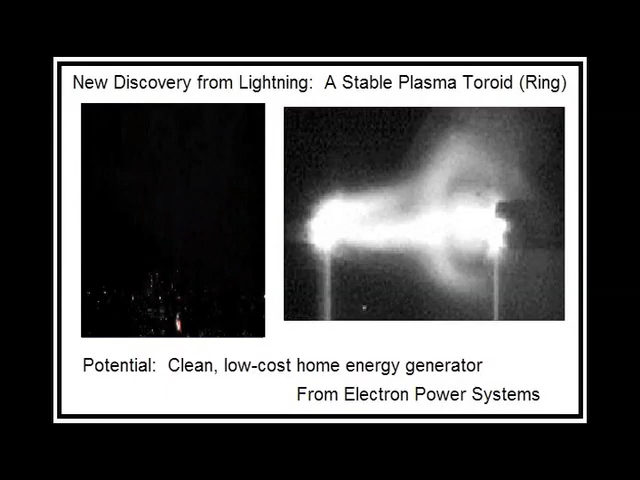 New Discovery from Lightning:  A Stable Plasma Toroid (Ring)
Potential:  Clean, low-cost home energy generator
From Electron Power Systems